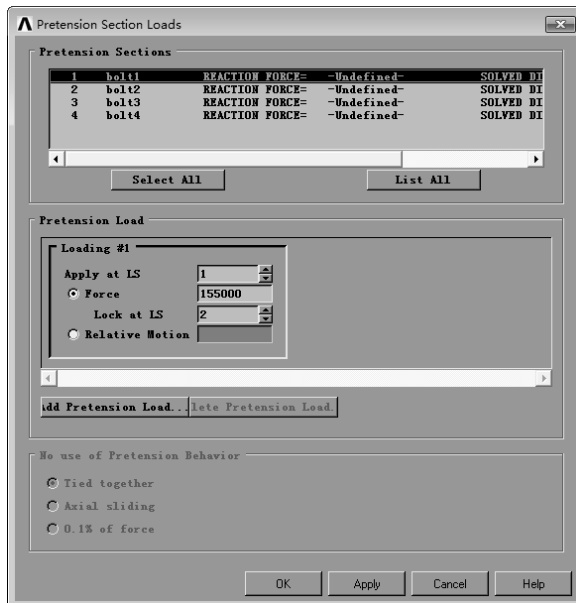 Pretension Section Loads
Pretension Sections
1 bolt1 REACTION FORCE= -Undefined- SOLVED DI
2 bolt2 REACTION FORCE= -Undefined- SOLVED DI
3 bolt3 REACTION FORCE= -Undefined- SOLVED DI
4 bolt4 REACTION FORCE= -Undefined- SOLVED DI
Select All List All
Pretension Load
Loading #1
Apply at LS 1
Force 155000
Lock at LS 2
Relative Motion
Add Pretension Load... lete Pretension Load.
No use of Pretension Behavior
Tied together
Axial sliding
0.1% of force
OK Apply Cancel Help